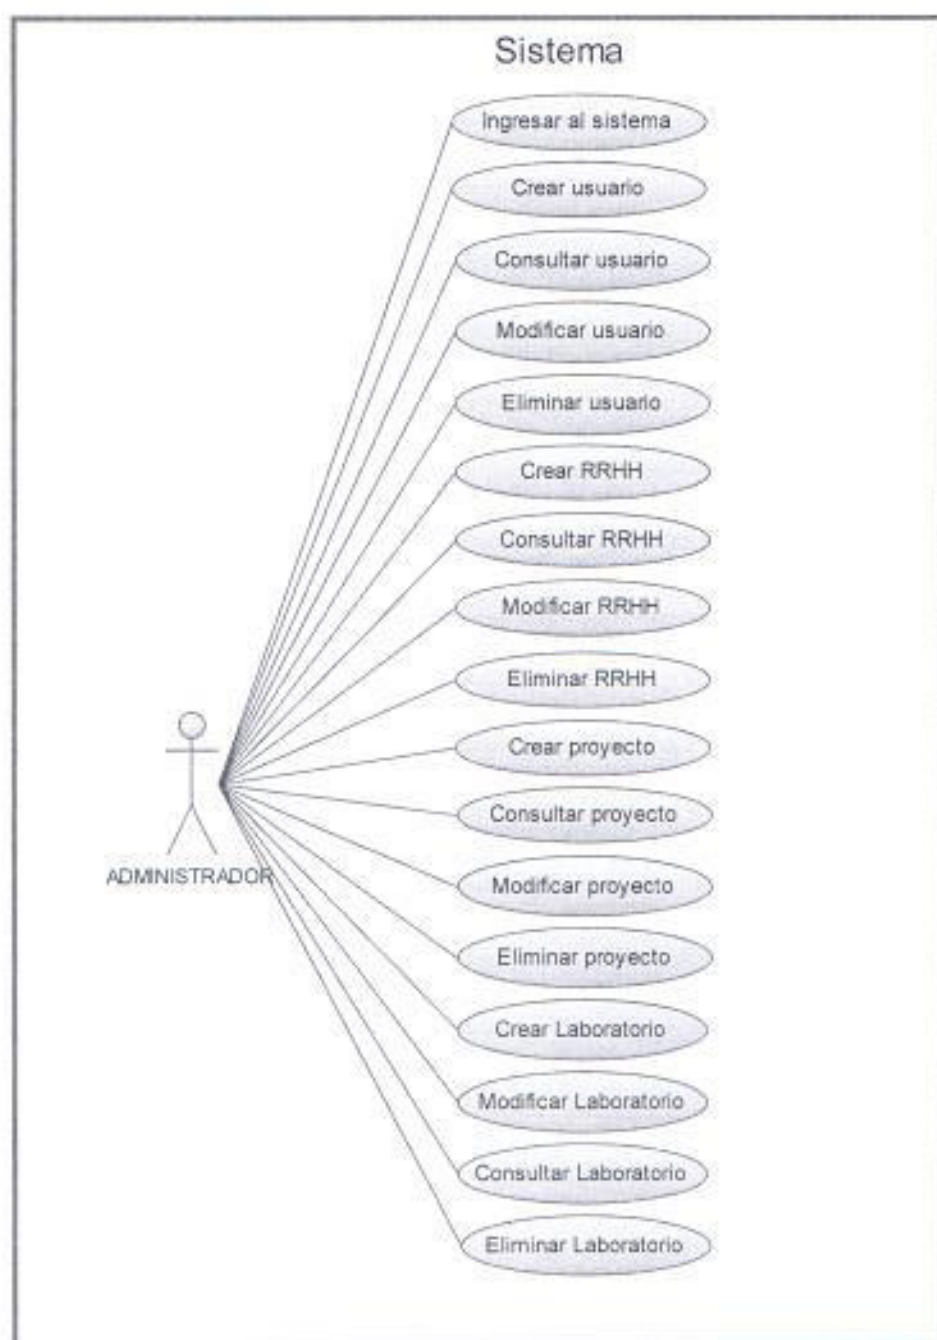 Sistema
Ingresar al sistema
Crear usuario
Consultar usuario
Modificar usuario
Eliminar usuario
Crear RRHH
Consultar RRHH
Modificar RRHH
Eliminar RRHH
Crear proyecto
Consultar proyecto
ADMINISTRADOR
Modificar proyecto
Eliminar proyecto
Crear Laboratorio
Modificar Laboratorio
Consultar Laboratorio
Eliminar Laboratorio